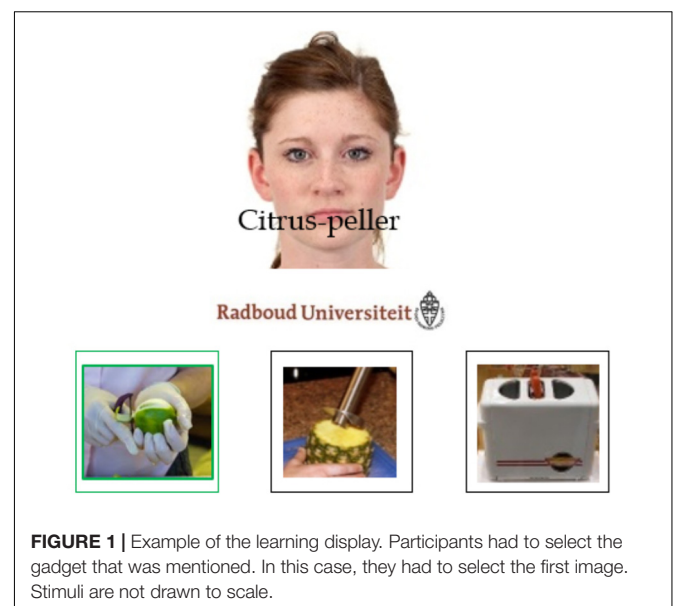 Citrus-peller
Radboud Universiteit
FIGURE 1 | Example of the learning display. Participants had to select the
gadget that was mentioned. In this case, they had to select the first image.
Stimuli are not drawn to scale.